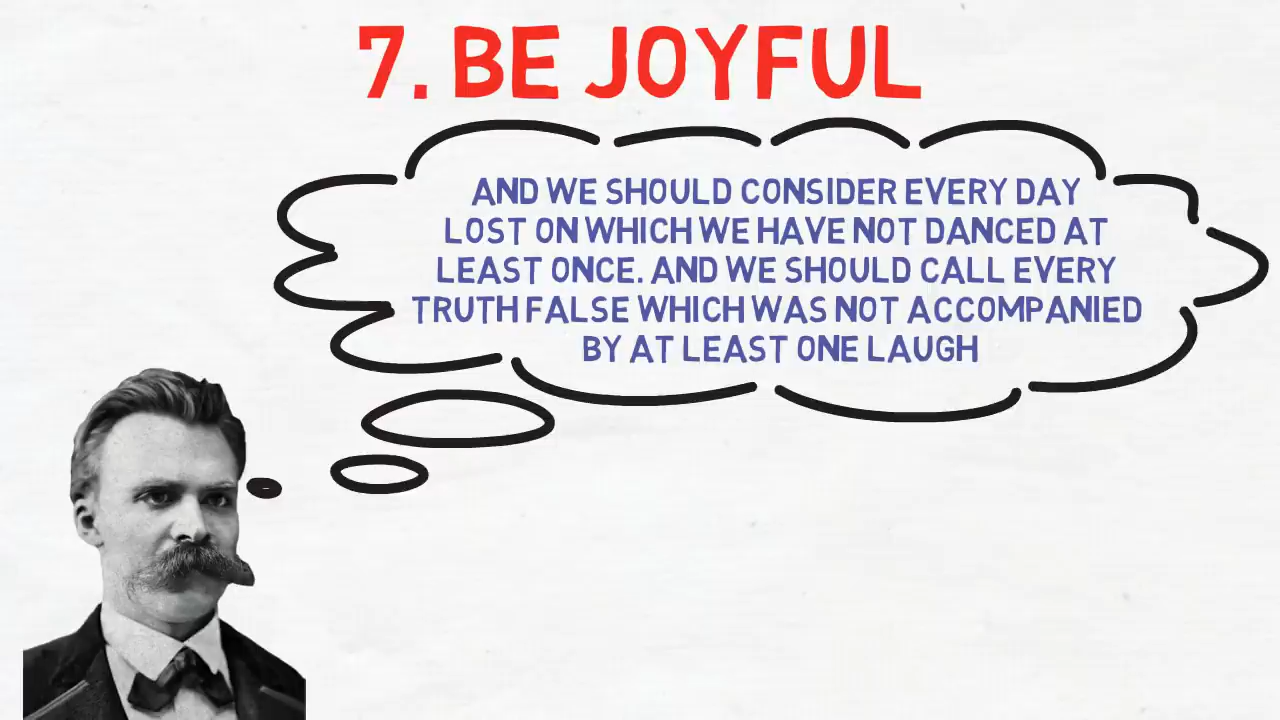 7. BE JOYFUL
AND WE SHOULD CONSIDER EVERY DAY
LOST ON WHICH WE HAVE NOT DANCED AT
LEAST ONCE. AND WE SHOULD CALL EVERY
TRUTH FALSE WHICH WAS NOT ACCOMPANIED
BY AT LEAST ONE LAUGH